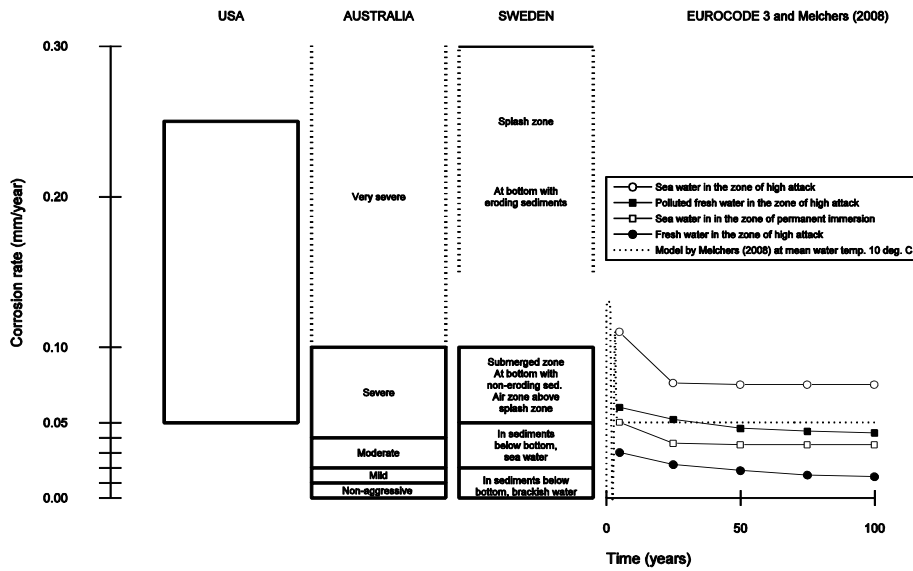 USA
AUSTRALIA
SWEDEN
EUROCODE 3 and Melchers (2008)
Corrosion rate (mm/year)
0.30
0.20
0.10
0.05
0.00
Very severe
Severe
Moderate
Mild
Non-aggressive
Splash zone
At bottom with
eroding sediments
Submerged zone
At bottom with
non-eroding sed.
Air zone above
splash zone
In sediments
below bottom,
sea water
In sediments below
bottom, brackish water
Sea water in the zone of high attack
Polluted fresh water in the zone of high attack
Sea water in in the zone of permanent immersion
Fresh water in the zone of high attack
Model by Melchers (2008) at mean water temp. 10 deg. C
0
50
100
Time (years)